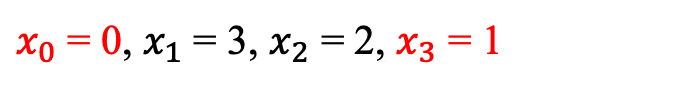 x₀ = 0, x₁ = 3, x₂ = 2, x₃ = 1